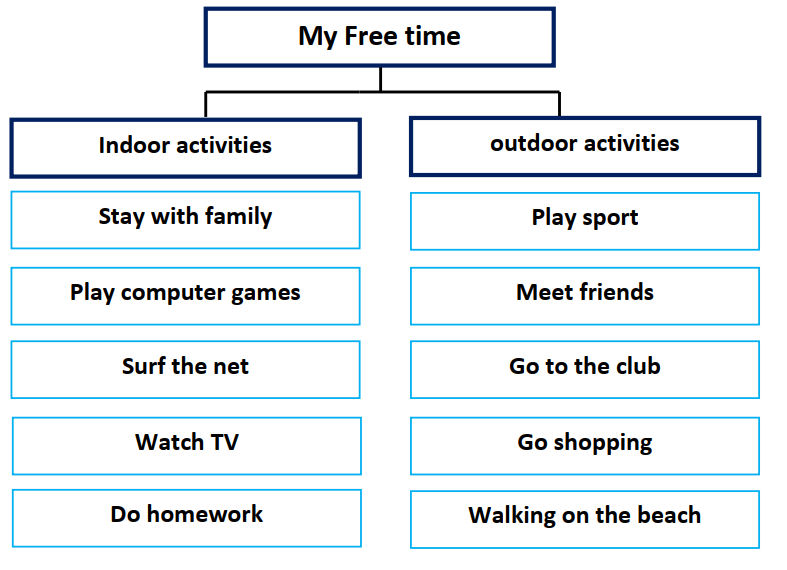 My Free time
Indoor activities
Stay with family
Play computer games
Surf the net
Watch TV
Do homework
outdoor activities
Play sport
Meet friends
Go to the club
Go shopping
Walking on the beach